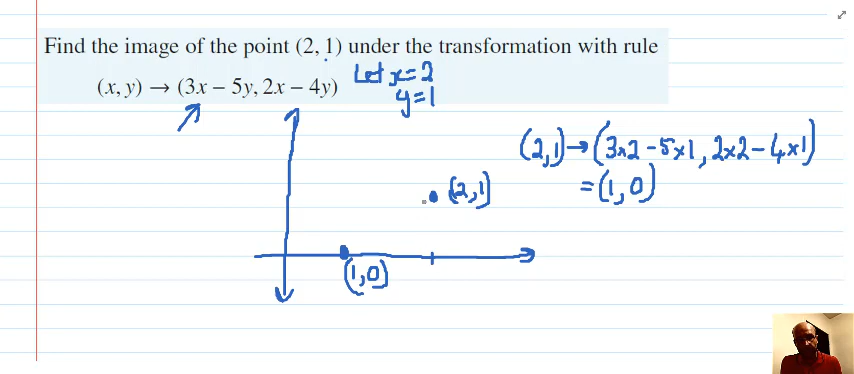 Find the image of the point (2, 1) under the transformation with rule
(x, y) → (3x − 5y, 2x − 4y)
Let x=2
y=1
(2,1)→(3×2-5×1, 2×2-4×1)
=(1,0)
(2,1)
(1,0)